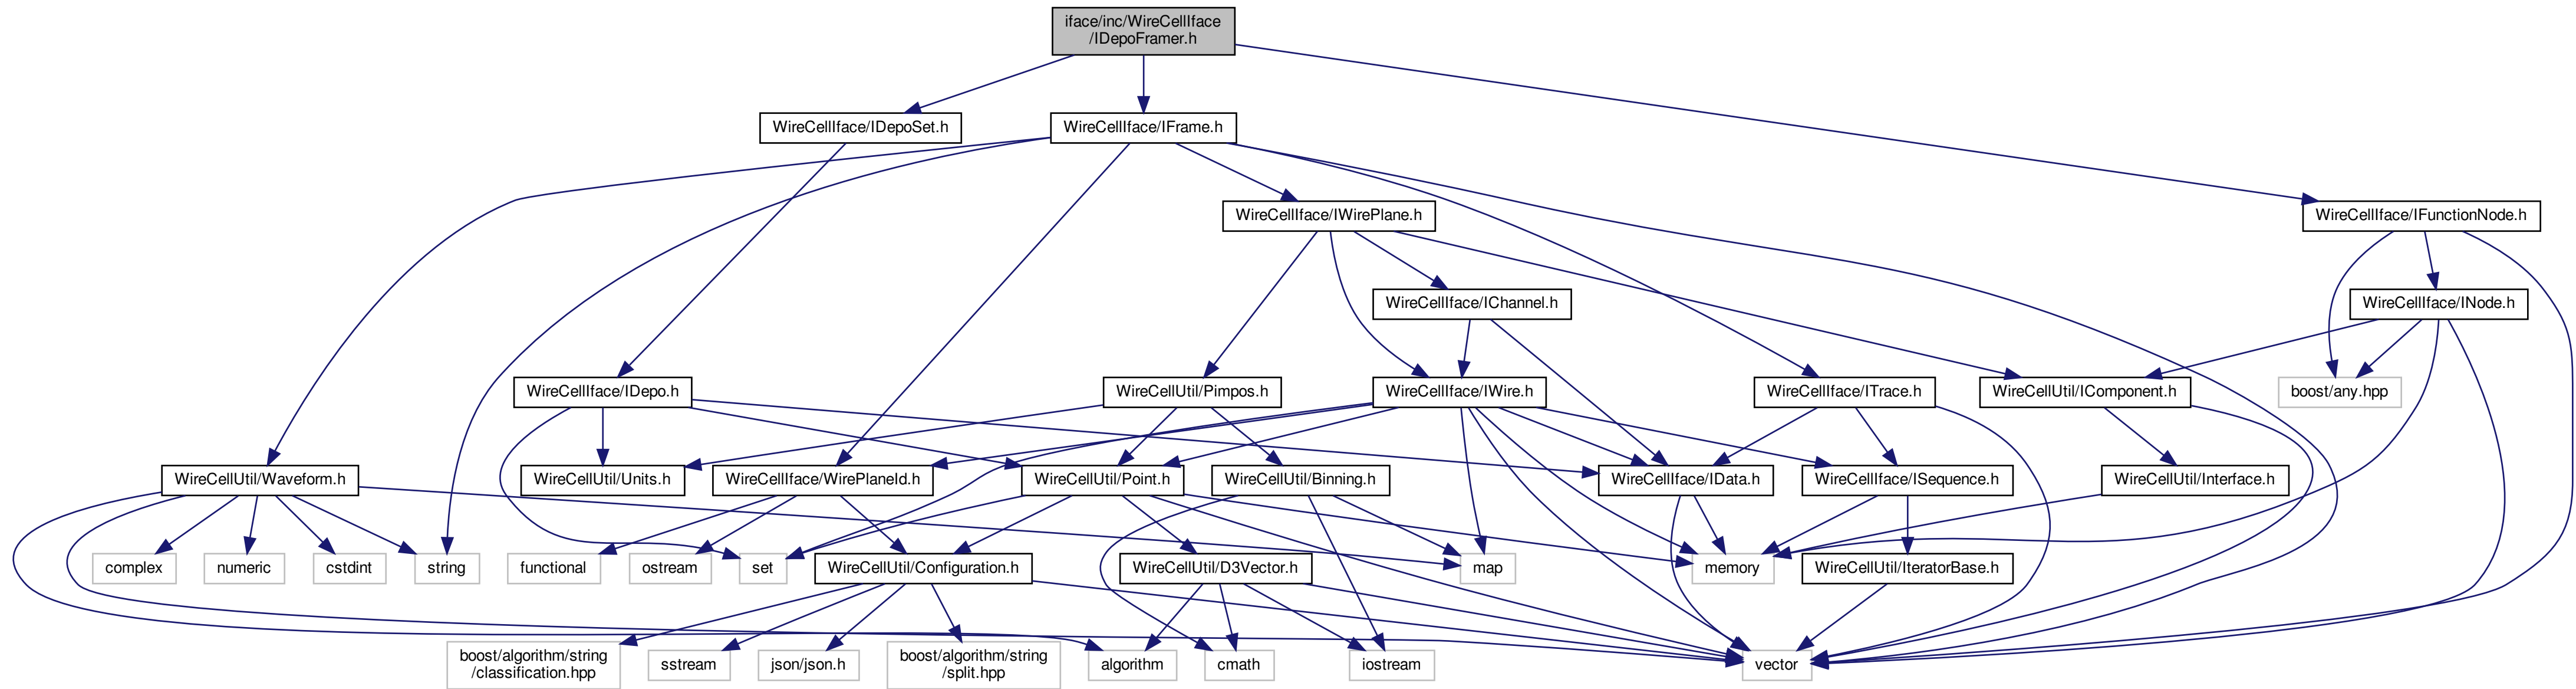 iface/inc/WireCellIface
/IDepoFramer.h
WireCellIface/IDepoSet.h
WireCellIface/IFrame.h
WireCellIface/IWirePlane.h
WireCellIface/IFunctionNode.h
WireCellIface/IChannel.h
WireCellIface/INode.h
WireCellIface/IDepo.h
WireCellUtil/Pimpos.h
WireCellIface/IWire.h
WireCellIface/ITrace.h
WireCellUtil/IComponent.h
boost/any.hpp
WireCellUtil/Waveform.h
WireCellUtil/Units.h
WireCellIface/WirePlaneId.h
WireCellUtil/Point.h
WireCellUtil/Binning.h
WireCellIface/IData.h
WireCellIface/ISequence.h
WireCellUtil/Interface.h
complex
numeric
cstdint
string
functional
ostream
set
WireCellUtil/Configuration.h
WireCellUtil/D3Vector.h
map
memory
WireCellUtil/IteratorBase.h
boost/algorithm/string
/classification.hpp
sstream
json/json.h
boost/algorithm/string
/split.hpp
algorithm
cmath
iostream
vector